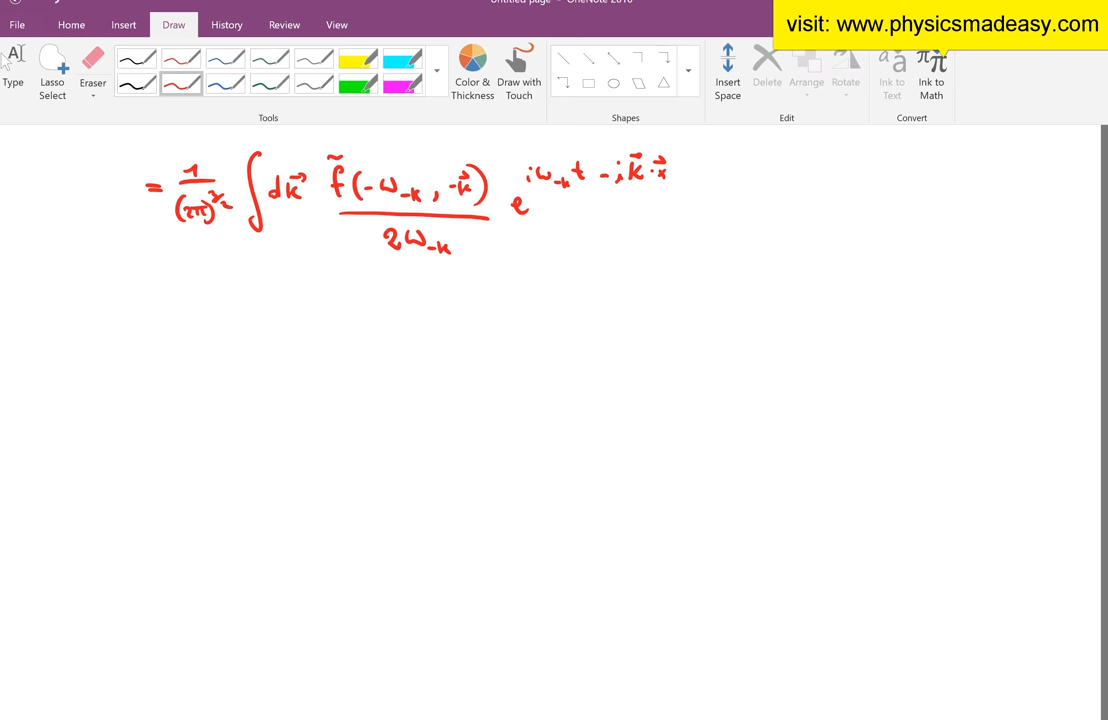 visit: www.physicsmadeeasy.com
File Home Insert Draw History Review View
Type
Lasso Select
Eraser
Color & Thickness
Draw with Touch
Insert Space
Delete
Arrange
Rotate
Ink to Text
Ink to Math
Tools
Shapes
Edit
Convert
= 1/(2π)^{3/2} ∫ dk⃗ f̃(-ω_{-k}, -k⃗)/2ω_{-k} e^{iω_{-k}t - ik⃗·x⃗}